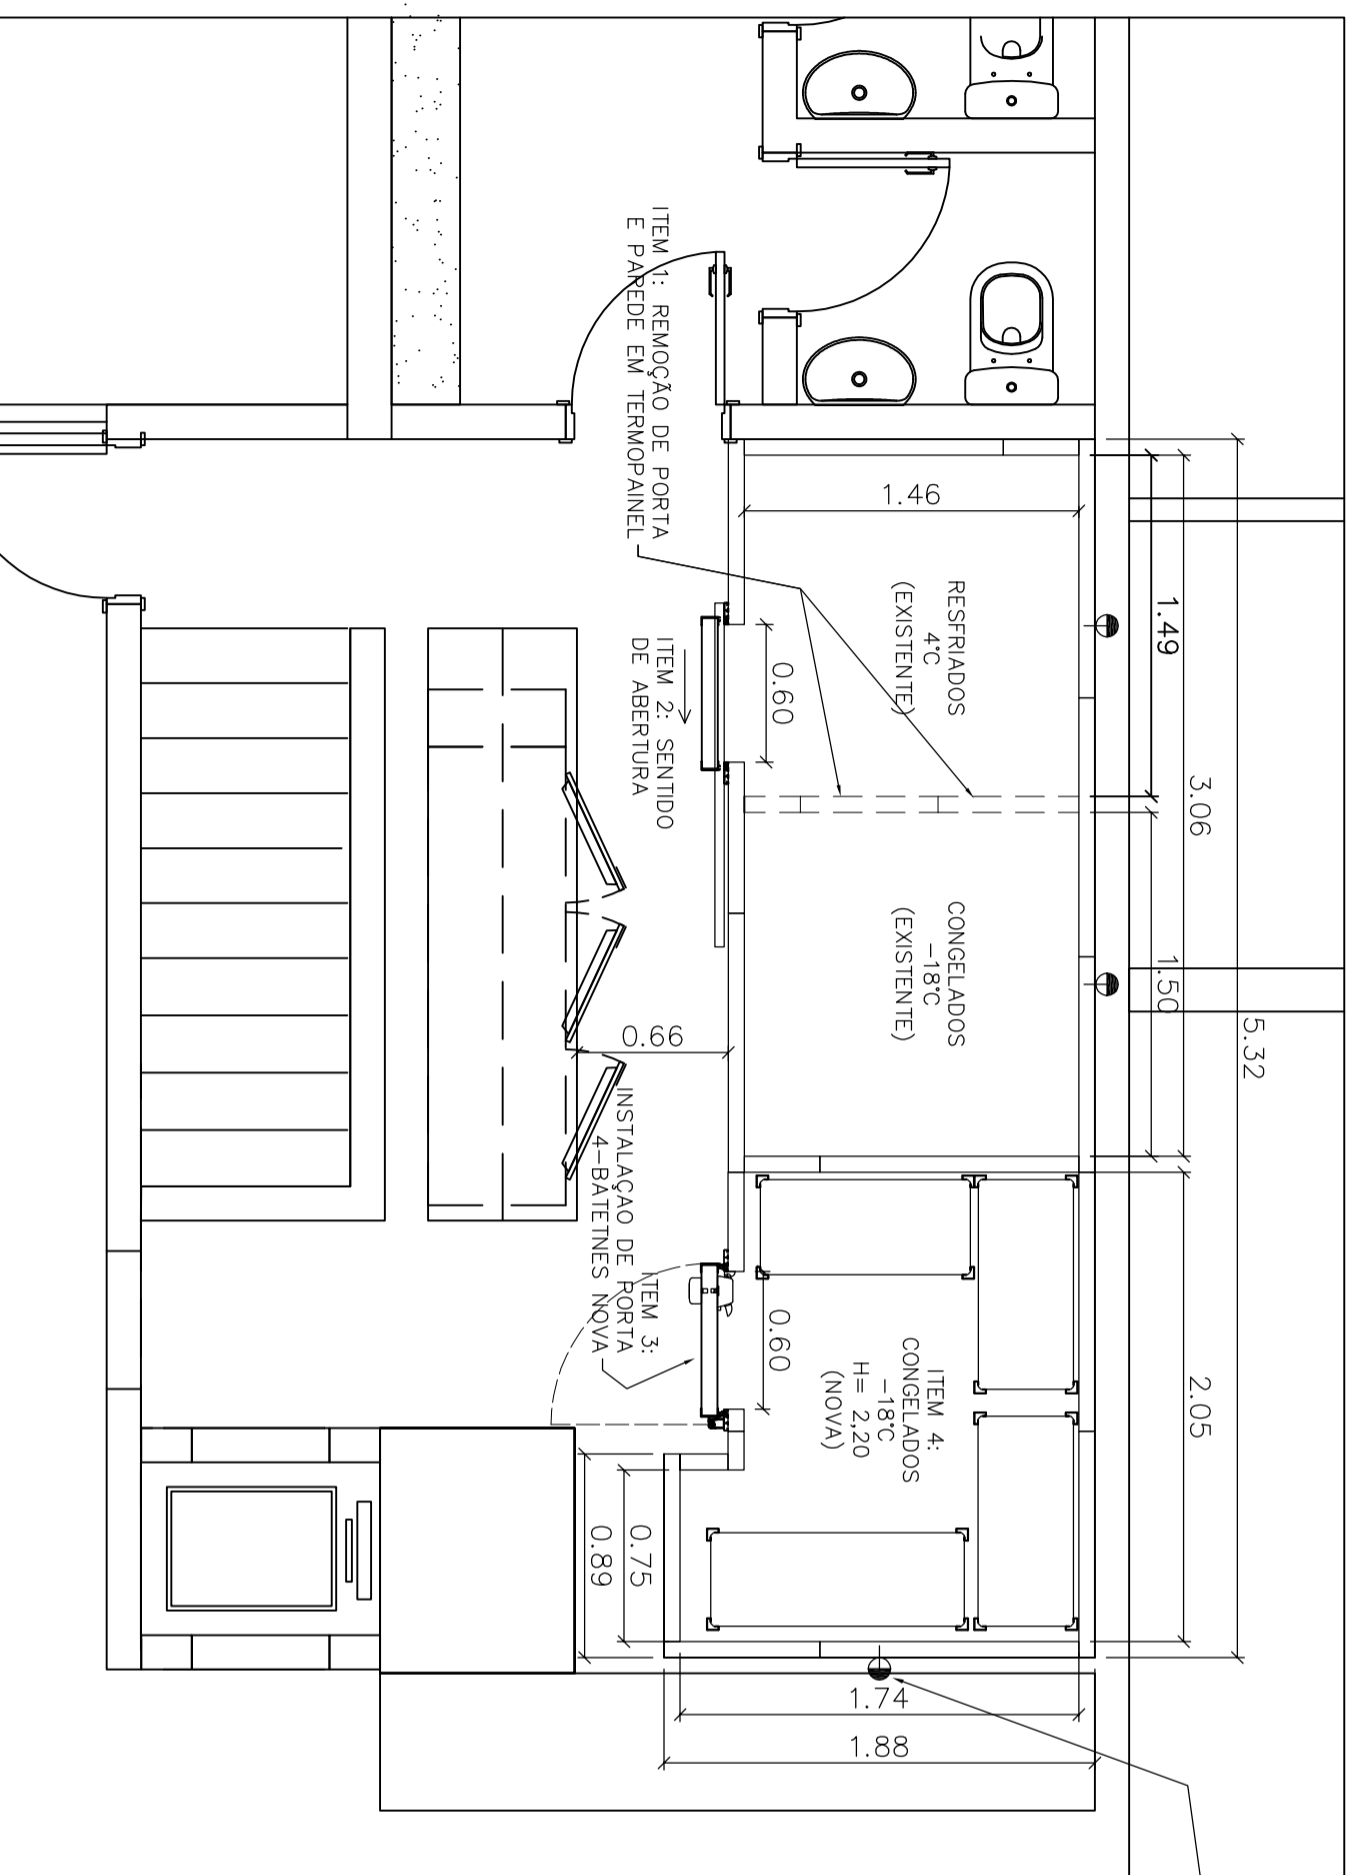 ITEM 1: REMOÇÃO DE PORTA
E PAREDE EM TERMOPAINEL
1.46
RESFRIADOS
4°C
(EXISTENTE)
1.49
3.06
5.32
0.60
ITEM 2: SENTIDO
DE ABERTURA
CONGELADOS
-18°C
(EXISTENTE)
1.50
0.66
ITEM 3:
INSTALAÇAO DE PORTA
4-BATETNES NOVA
0.60
ITEM 4:
CONGELADOS
-18°C
H= 2,20
(NOVA)
2.05
0.75
0.89
1.74
1.88